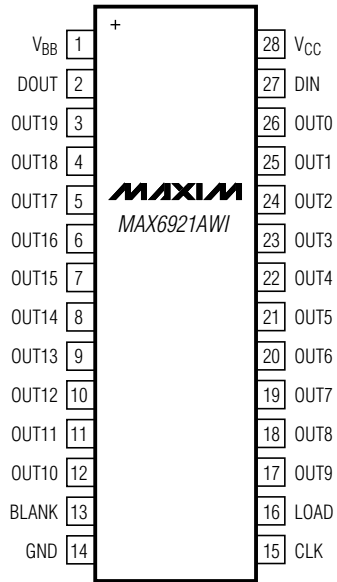 +
V_BB 1 28 V_CC
DOUT 2 27 DIN
OUT19 3 26 OUT0
OUT18 4 25 OUT1
OUT17 5 MAXIM 24 OUT2
OUT16 6 MAX6921AWI 23 OUT3
OUT15 7 22 OUT4
OUT14 8 21 OUT5
OUT13 9 20 OUT6
OUT12 10 19 OUT7
OUT11 11 18 OUT8
OUT10 12 17 OUT9
BLANK 13 16 LOAD
GND 14 15 CLK